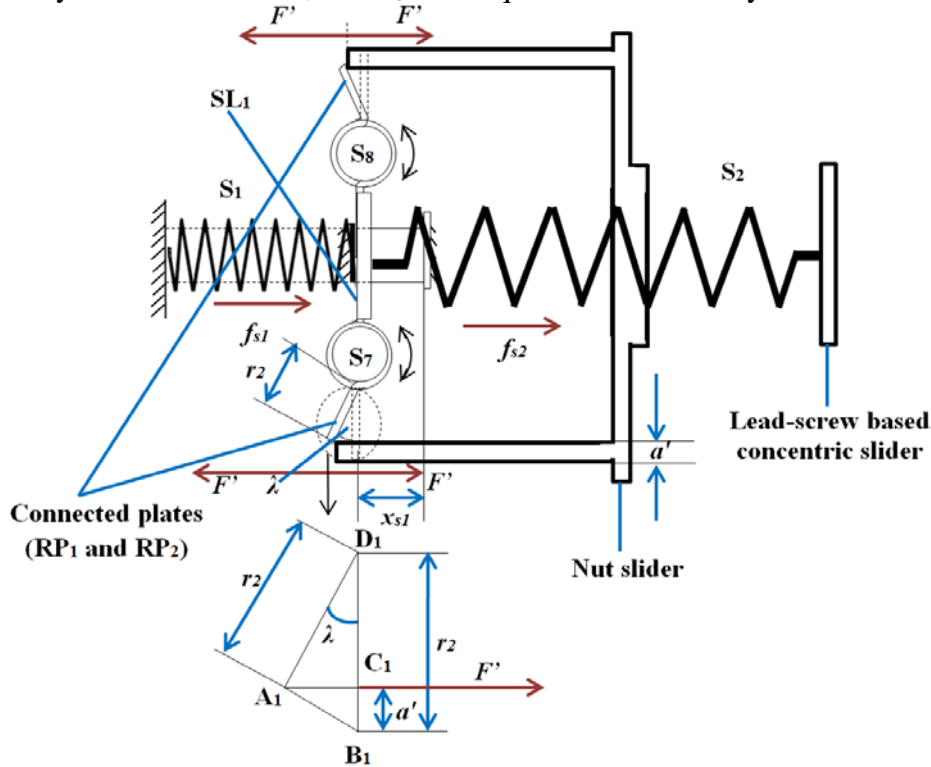 F’ F’
SL1
S8
S1
S2
fs1
fs2
S7
r2
Lead-screw based
concentric slider
a'
F’ λ F’
xs1
Connected plates
(RP1 and RP2)
Nut slider
D1
r2
λ
r2
C1
F’
A1
a'
B1